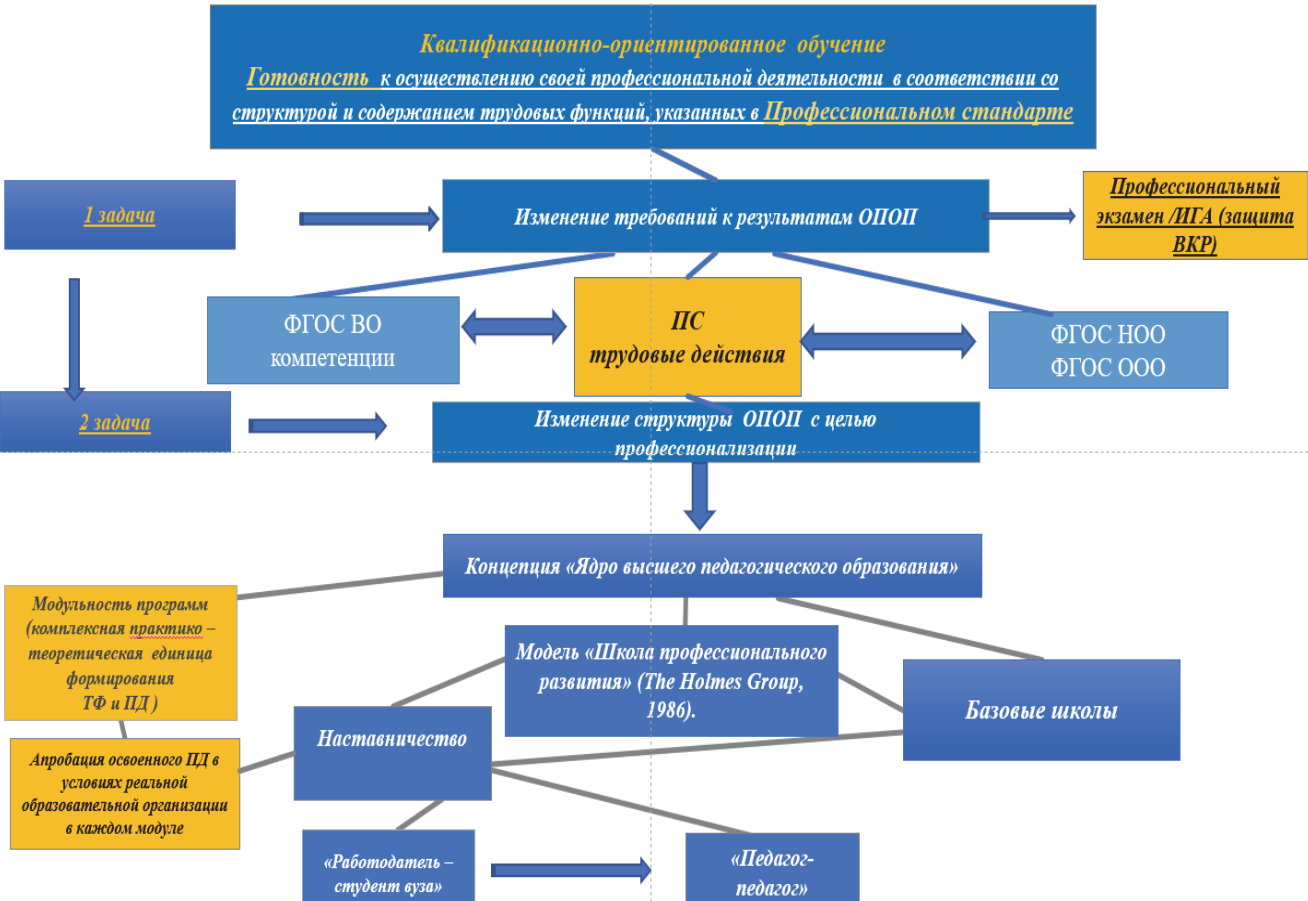 Квалификационно-ориентированное обучение
Готовность к осуществлению своей профессиональной деятельности в соответствии со
структурой и содержанием трудовых функций, указанных в Профессиональном стандарте
1 задача
Изменение требований к результатам ОПОП
Профессиональный
экзамен /ИГА (защита
ВКР)
ФГОС ВО
компетенции
ПС
трудовые действия
ФГОС НОО
ФГОС ООО
2 задача
Изменение структуры ОПОП с целью
профессионализации
Концепция «Ядро высшего педагогического образования»
Модульность программ
(комплексная практико –
теоретическая единица
формирования
ТФ и ПД )
Модель «Школа профессионального
развития» (The Holmes Group,
1986).
Базовые школы
Наставничество
Апробация освоенного ПД в
условиях реальной
образовательной организации
в каждом модуле
«Работодатель –
студент вуза»
«Педагог-
педагог»